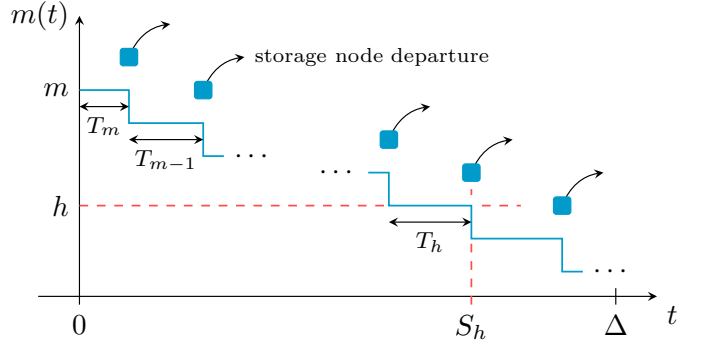 m(t)
storage node departure
m
T_m
T_{m-1}
...
...
h
T_h
...
0
S_h
Δ
t